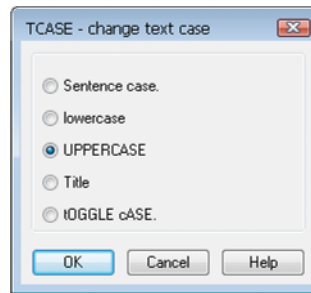 TCASE - change text case
Sentence case.
lowercase
UPPERCASE
Title
tOGGLE cASE.
OK Cancel Help